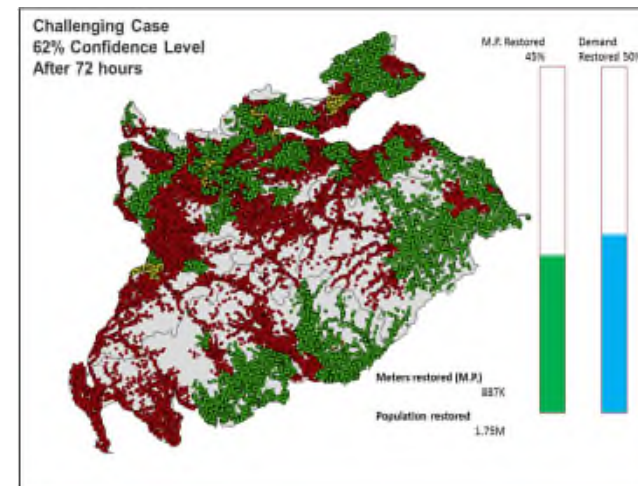 Challenging Case
62% Confidence Level
After 72 hours
M.P. Restored
45%
Demand
Restored 50%
Meters restored (M.P.)
887K
Population restored
1.75M